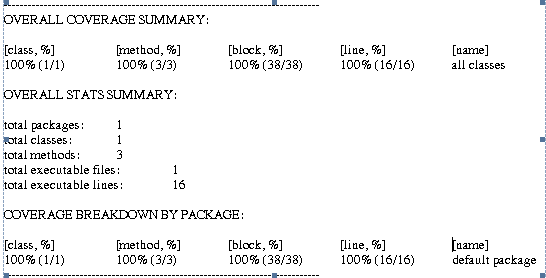 OVERALL COVERAGE SUMMARY:
[class, %] [method, %] [block, %] [line, %] [name]
100% (1/1) 100% (3/3) 100% (38/38) 100% (16/16) all classes
OVERALL STATS SUMMARY:
total packages: 1
total classes: 1
total methods: 3
total executable files: 1
total executable lines: 16
COVERAGE BREAKDOWN BY PACKAGE:
[class, %] [method, %] [block, %] [line, %] [name]
100% (1/1) 100% (3/3) 100% (38/38) 100% (16/16) default package